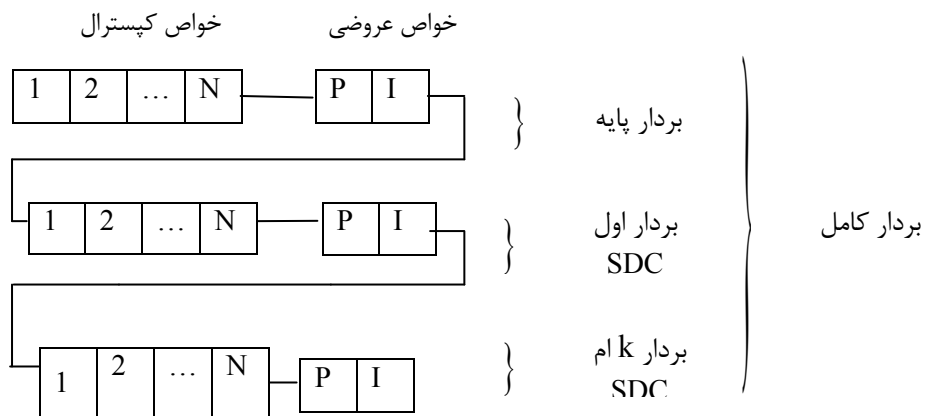 خواص کپسترال خواص عروضی
1 2 … N P I
بردار پایه
1 2 … N P I
بردار اول
SDC
بردار کامل
1 2 … N P I
بردار k ام
SDC